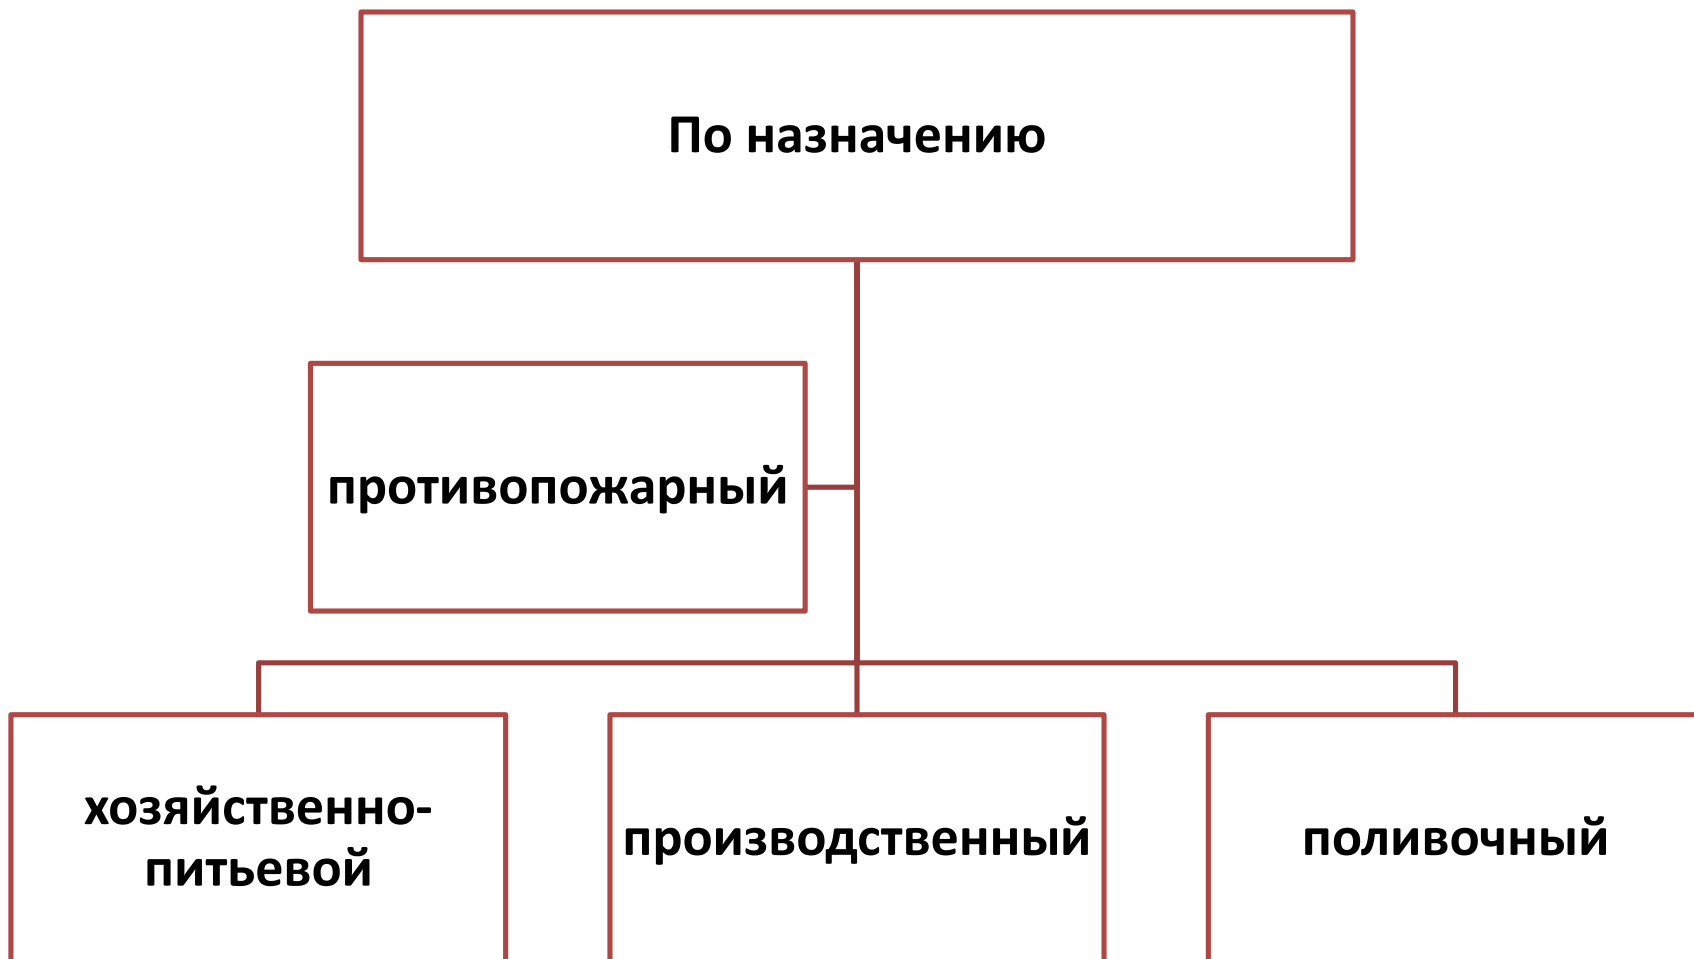 По назначению
противопожарный
хозяйственно-
питьевой
производственный
поливочный